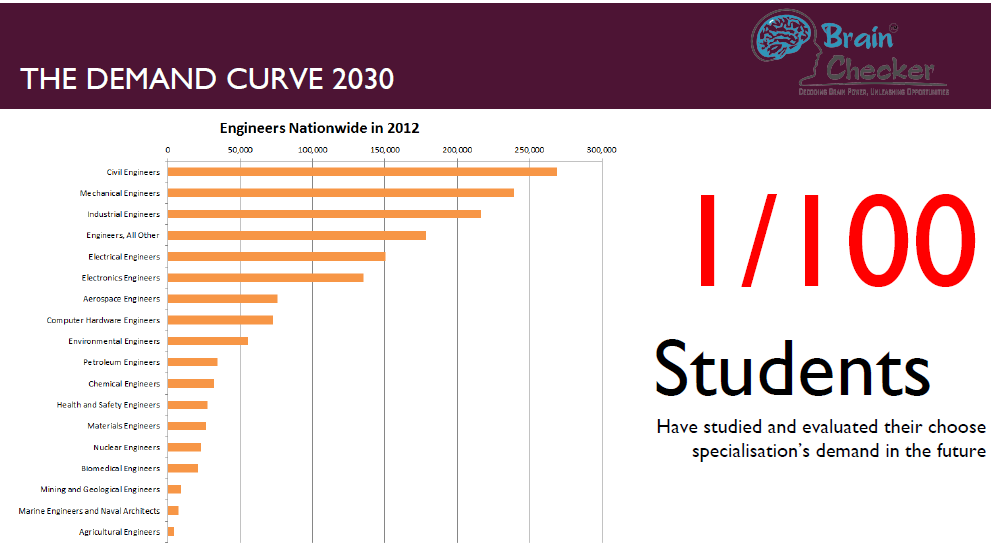 Brain®
Checker
DECODING BRAIN POWER, UNLEASHING OPPORTUNITIES
THE DEMAND CURVE 2030
Engineers Nationwide in 2012
0 50,000 100,000 150,000 200,000 250,000 300,000
Civil Engineers
Mechanical Engineers
Industrial Engineers
Engineers, All Other
Electrical Engineers
Electronics Engineers
Aerospace Engineers
Computer Hardware Engineers
Environmental Engineers
Petroleum Engineers
Chemical Engineers
Health and Safety Engineers
Materials Engineers
Nuclear Engineers
Biomedical Engineers
Mining and Geological Engineers
Marine Engineers and Naval Architects
Agricultural Engineers
1/100
Students
Have studied and evaluated their choose
specialisation's demand in the future